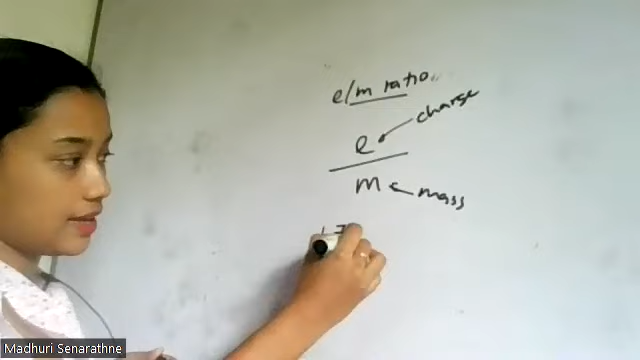 e/m ratio
charge
e
m
mass
Madhuri Senarathne